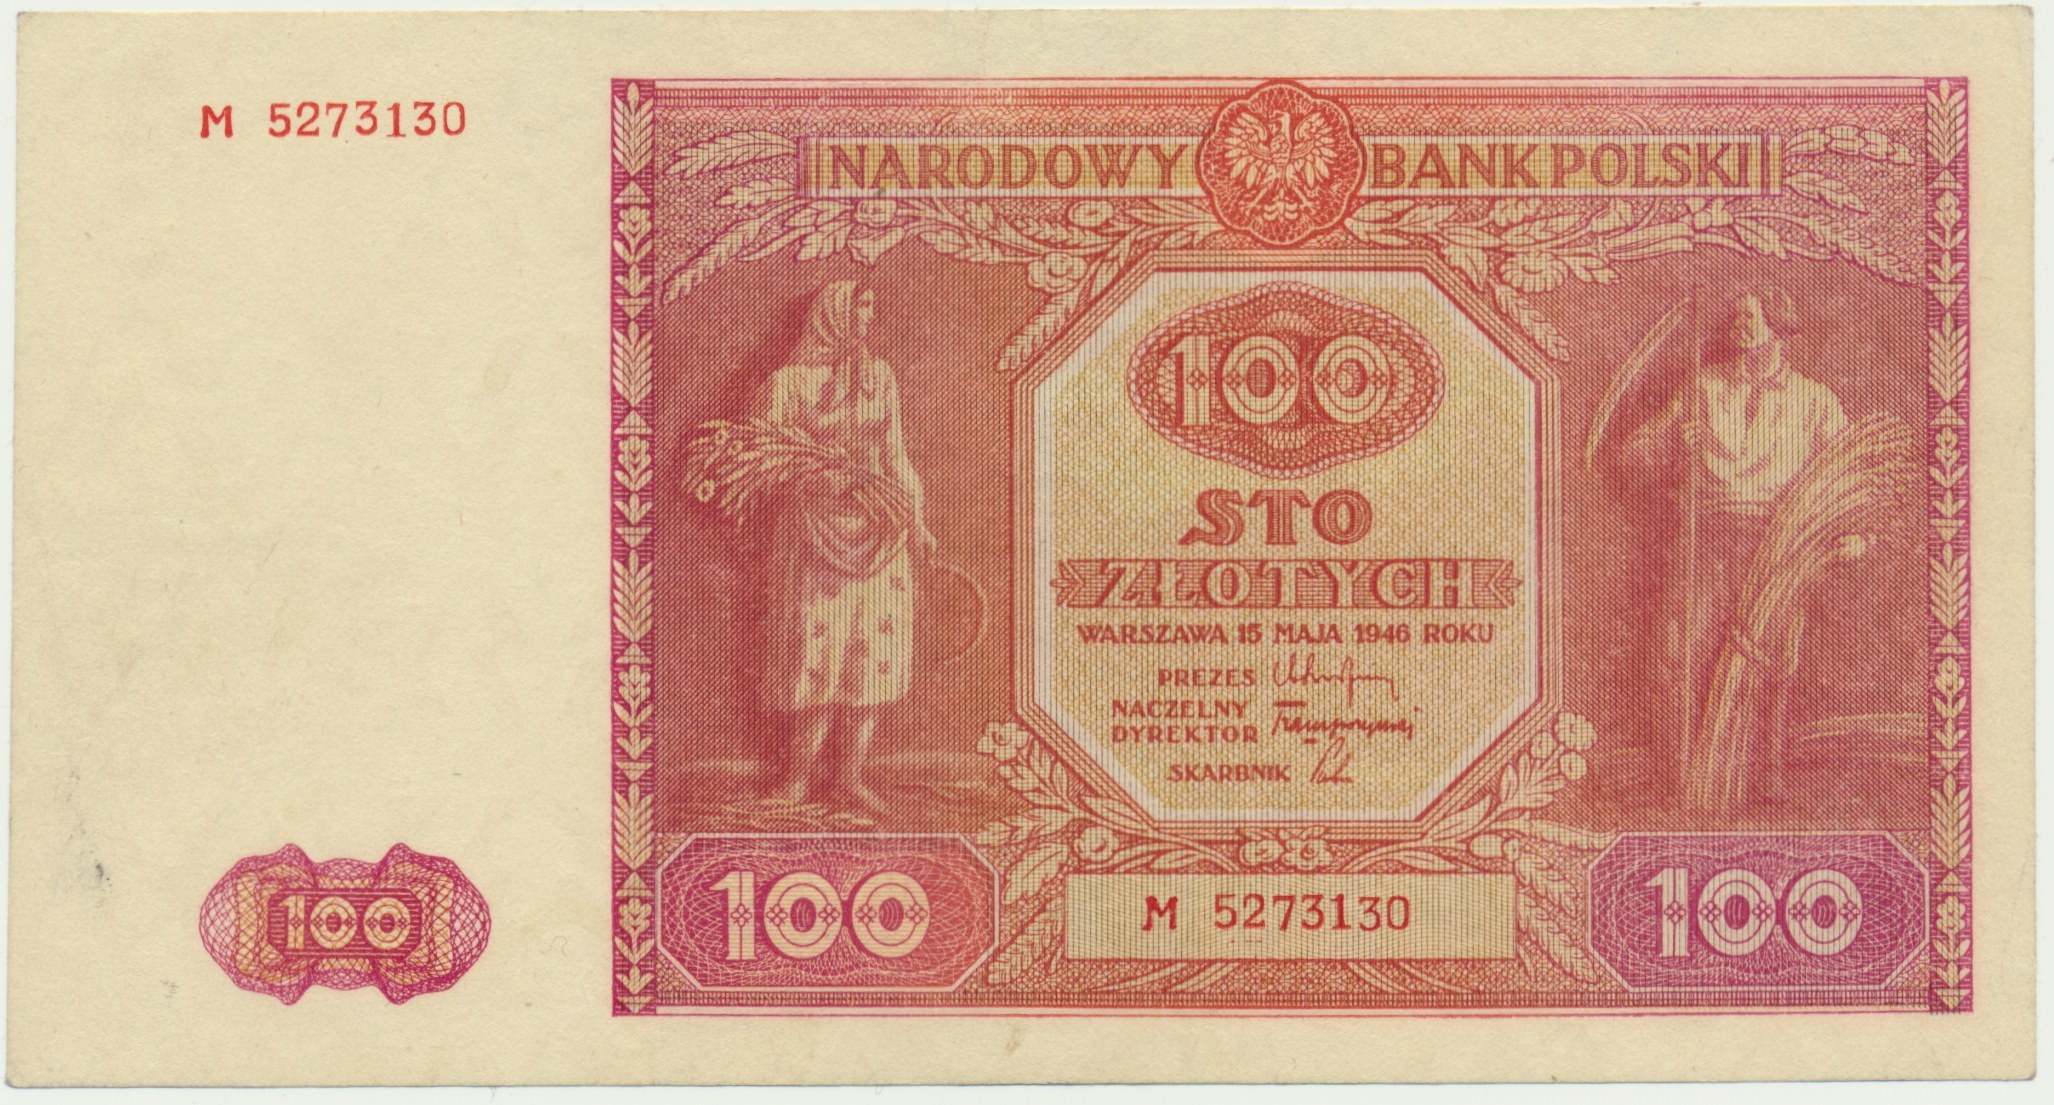 M 5273130
NARODOWY BANK POLSKI
100
STO
ZŁOTYCH
WARSZAWA 15 MAJA 1946 ROKU
PREZES
NACZELNY
DYREKTOR
SKARBNIK
100
100
M 5273130
100